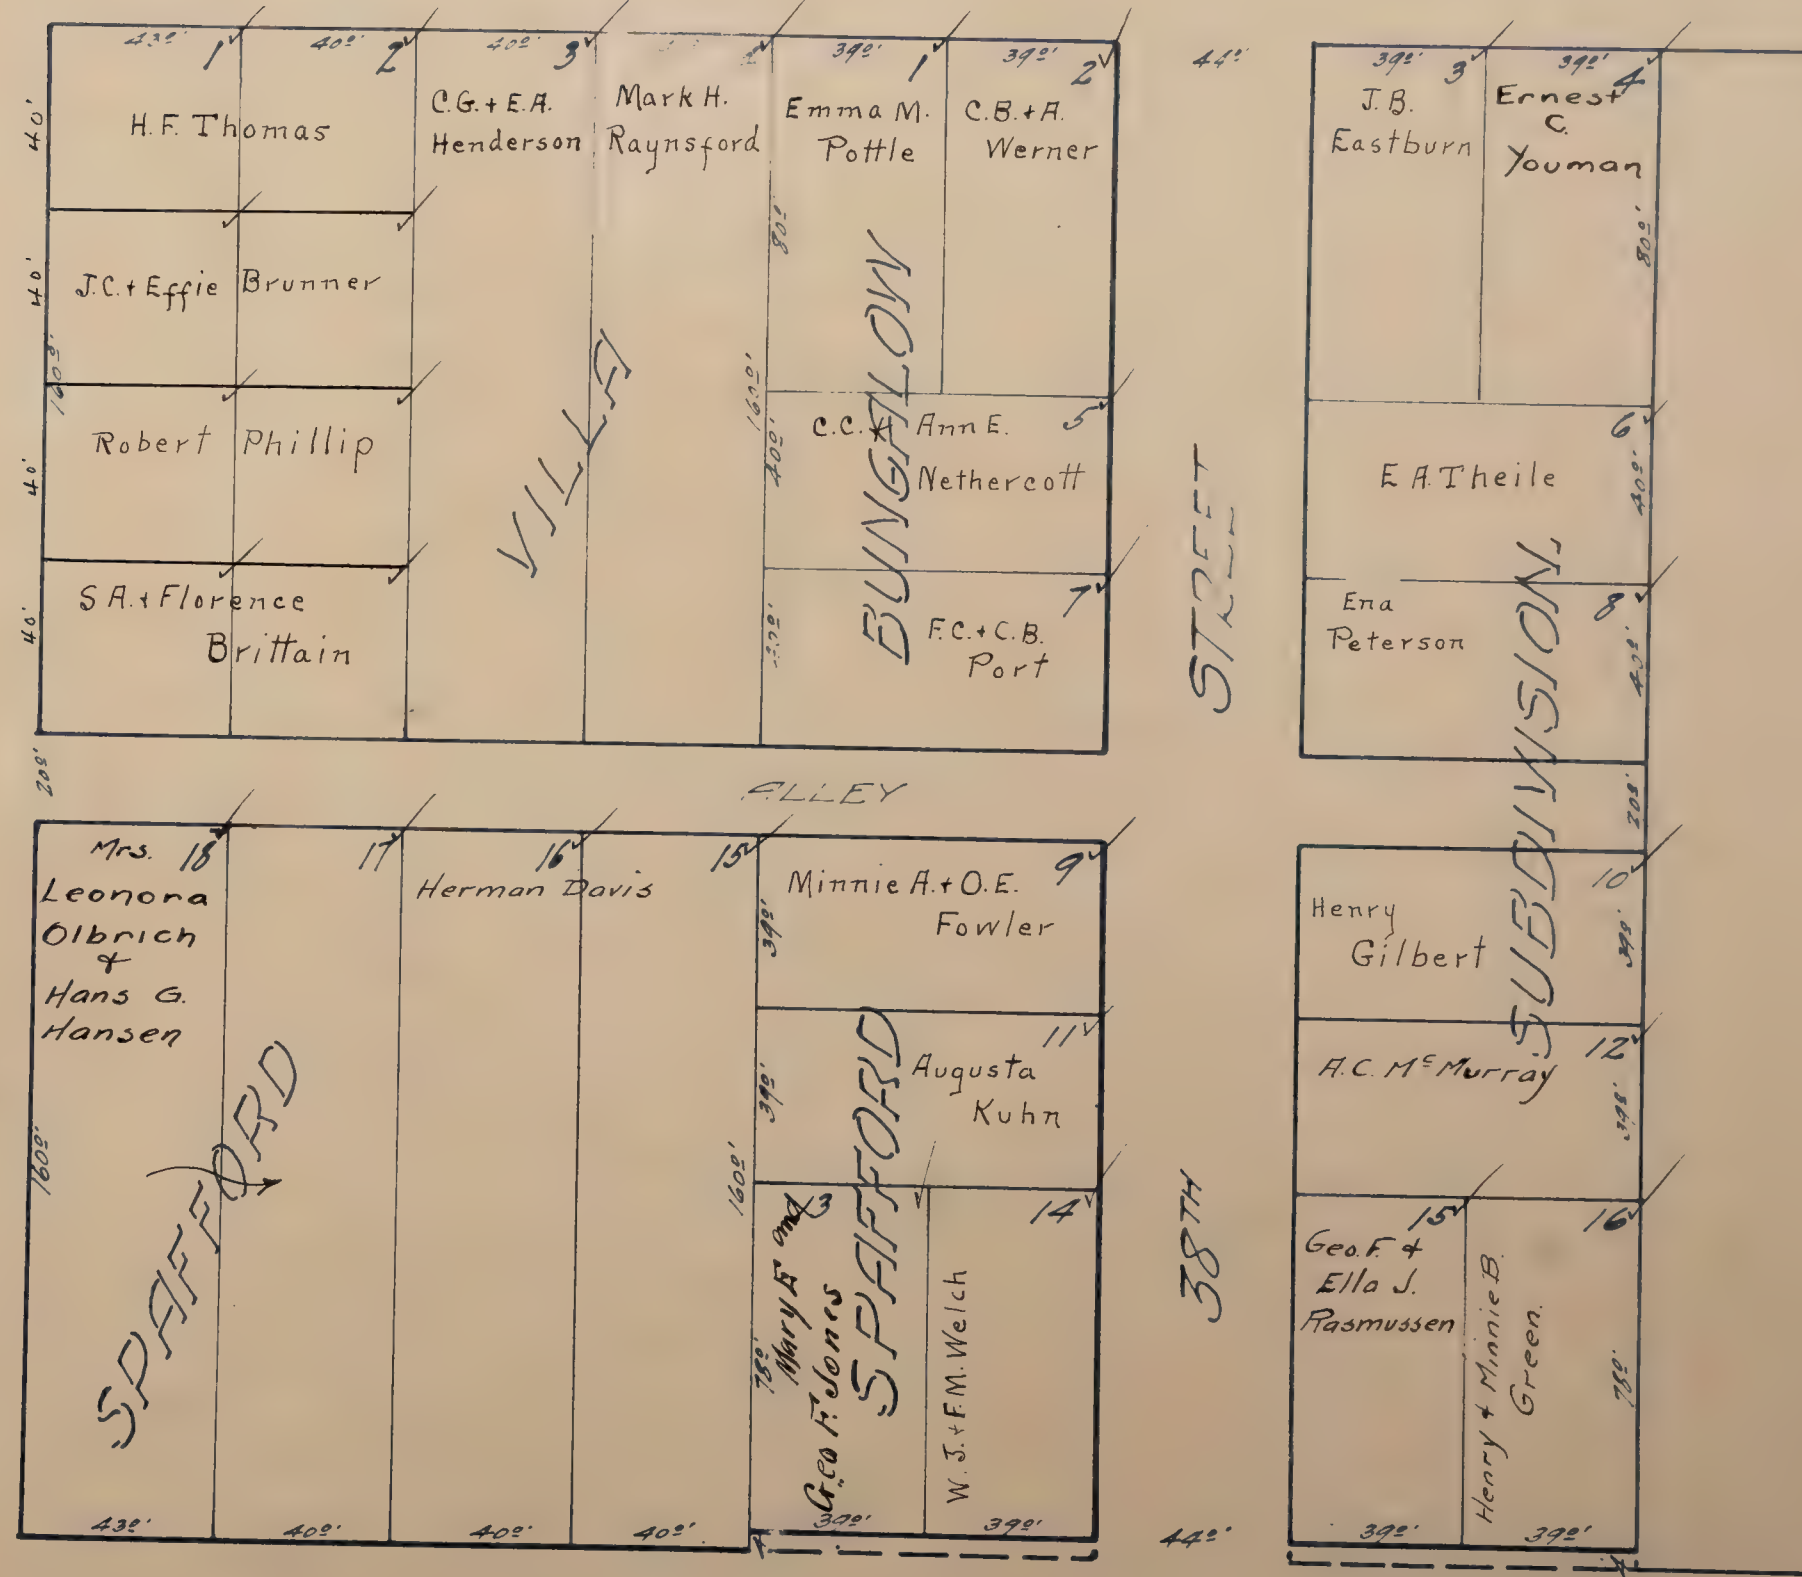 43⁰' 1 40⁰' 2 40⁰' 3 39⁰' 1 39⁰' 2 44⁰' 39⁰' 3 39⁰' 4
40'
H. F. Thomas
C.G. + E.A.
Henderson
Mark H.
Raynsford
Emma M.
Pottle
C.B. + A.
Werner
J. B.
Eastburn
Ernest
C.
Youman
80⁰'
80⁰'
40'
J.C. + Effie Brunner
160⁰'
VILLA
BUNGALOW
160⁰'
40'
Robert Phillip
C.C. H Ann E. 5
Nethercott
40⁰'
6
E A. Theile
40⁰'
STREET
40'
S A. + Florence
Brittain
7
F. C. + C. B.
Port
8
Ena
Peterson
40⁰'
SUBDIVISION
20⁰'
ALLEY
20⁰'
18 17 16 15 9 10
Mrs.
Leonora
Olbrich
&
Hans G.
Hansen
Herman Davis
Minnie A. + O. E.
Fowler
39⁰'
Henry
Gilbert
39⁰'
SPAFFORD
160⁰'
11
Augusta
Kuhn
39⁰'
12
A.C. McMurray
39⁰'
SPAFFORD
160⁰'
3
Mary E and
Geo F. Jones
78⁰'
14
W. J. + F. M. Welch
38TH
15
Geo. F. &
Ella J.
Rasmussen
16
Henry + Minnie B.
Green.
78⁰'
43⁰' 40⁰' 40⁰' 40⁰' 39⁰' 39⁰' 44⁰' 39⁰' 39⁰'